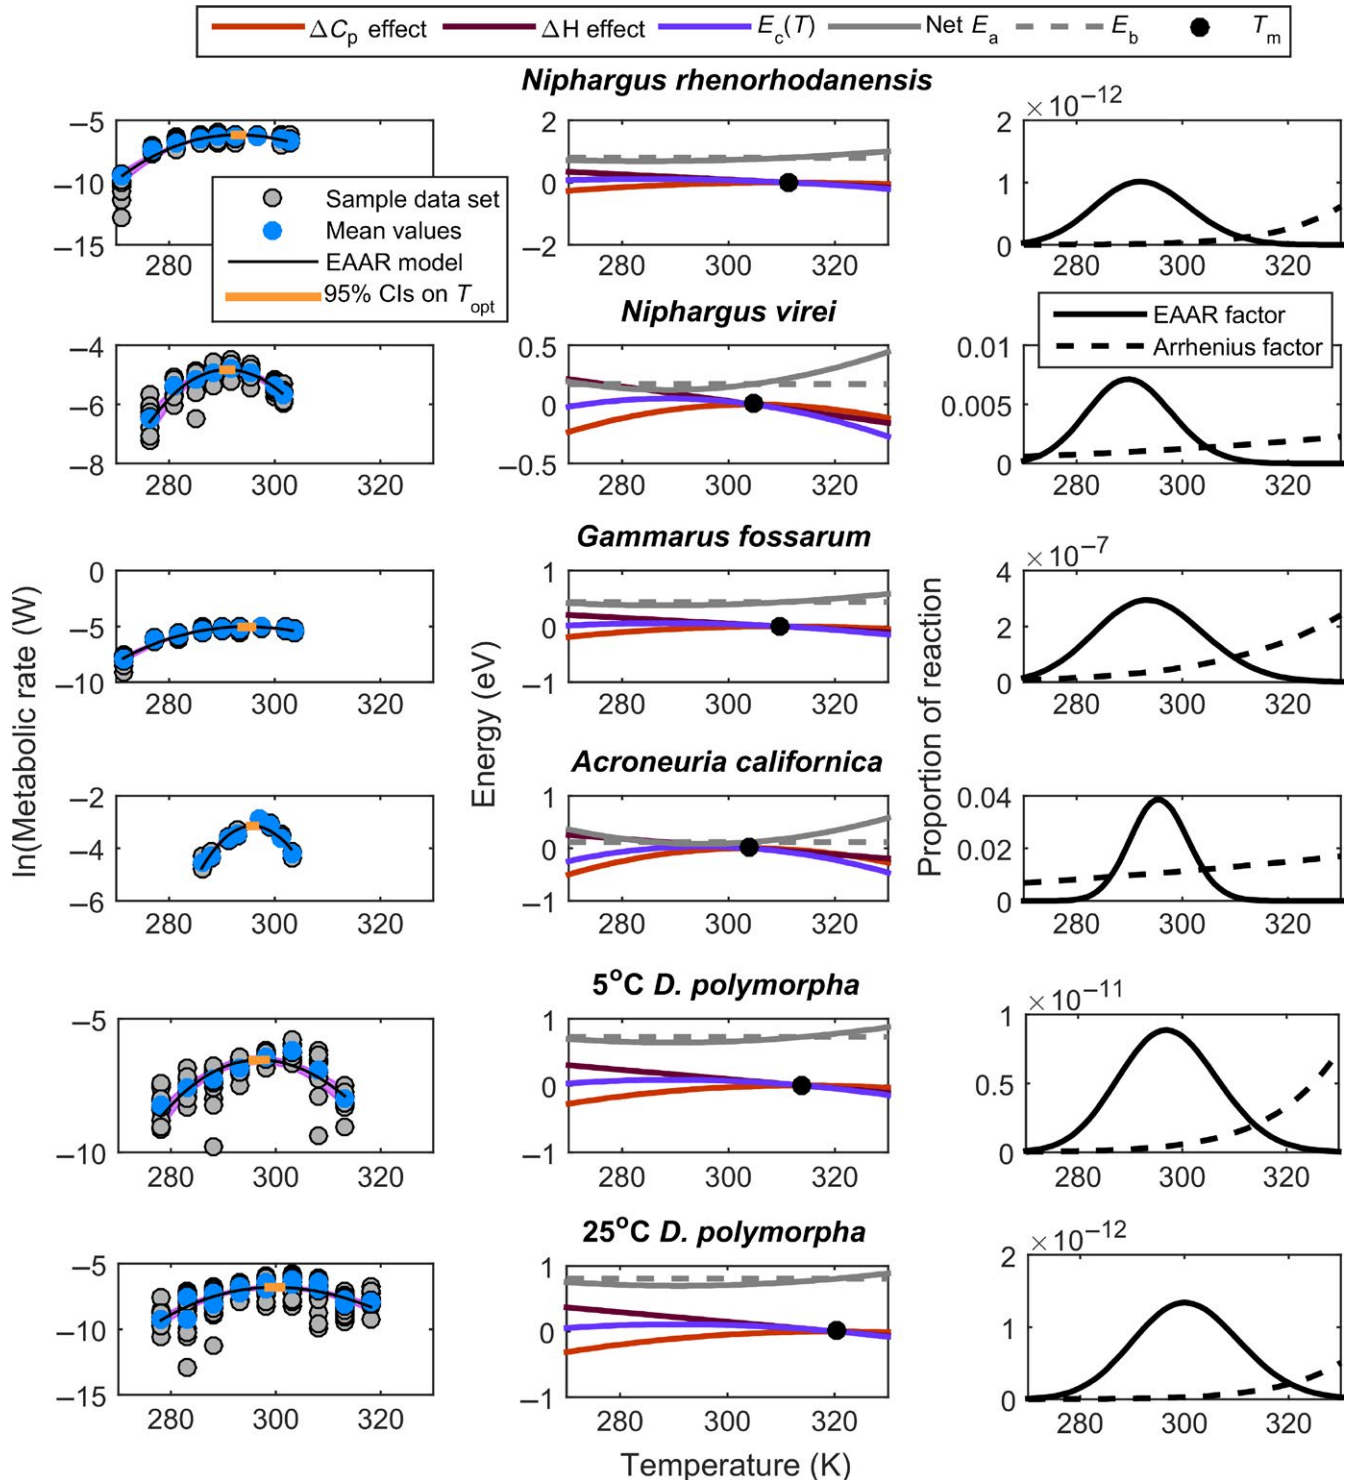 ΔCp effect ΔH effect Ec(T) Net Ea Eb Tm
Niphargus rhenorhodanensis
× 10−12
−5
−10
−15
280
2
0
−2
280 300 320
2
1
0
280 300 320
Sample data set
Mean values
EAAR model
95% CIs on Topt
Niphargus virei
EAAR factor
Arrhenius factor
−4
−6
−8
280 300 320
0.5
0
−0.5
280 300 320
0.01
0.005
0
280 300 320
Gammarus fossarum
× 10−7
0
−5
−10
280 300 320
1
0
−1
280 300 320
4
2
0
280 300 320
Acroneuria californica
−2
−4
−6
280 300 320
1
0
−1
280 300 320
0.04
0.02
0
280 300 320
5°C D. polymorpha
× 10−11
−5
−10
280 300 320
1
0
−1
280 300 320
1
0.5
0
280 300 320
25°C D. polymorpha
× 10−12
−5
−10
−15
280 300 320
1
0
−1
280 300 320
2
1
0
280 300 320
ln(Metabolic rate (W)
Energy (eV)
Proportion of reaction
Temperature (K)